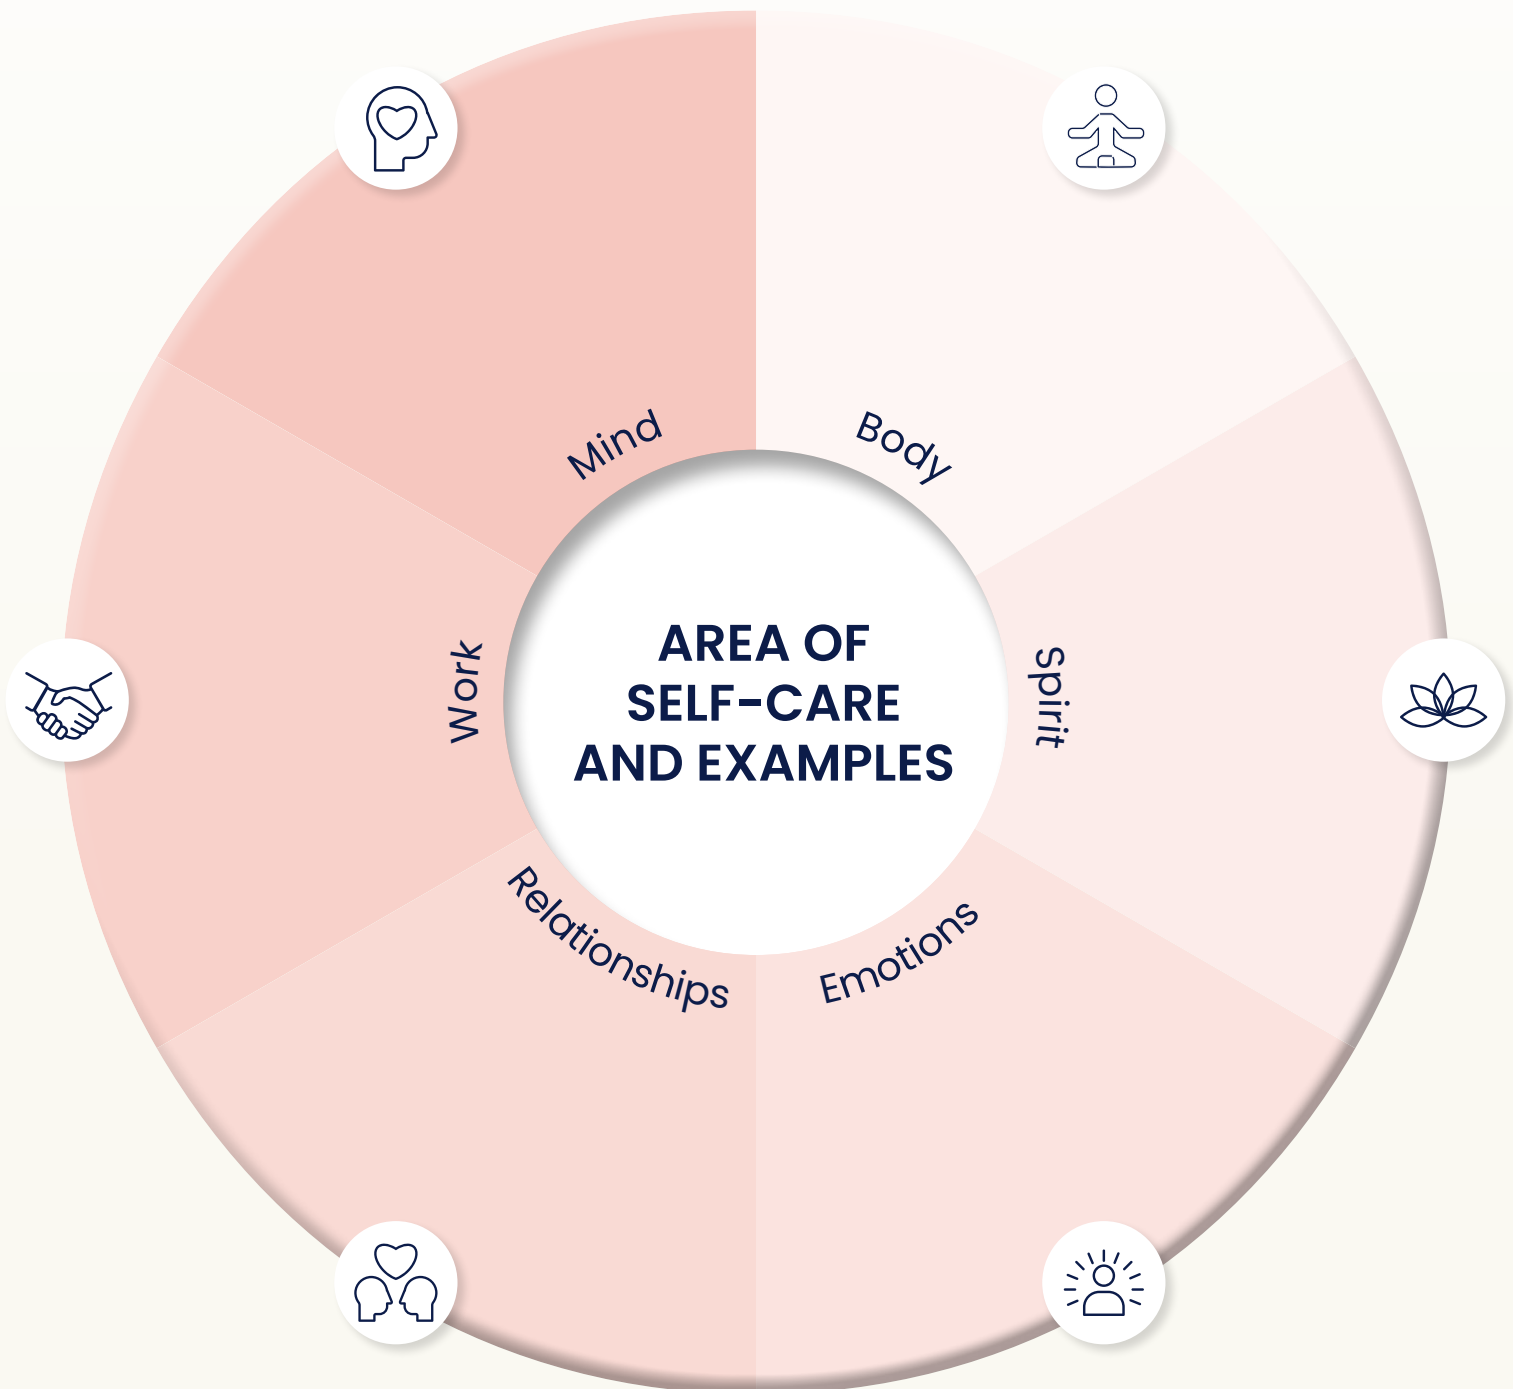 Mind
Body
Work
AREA OF
SELF-CARE
AND EXAMPLES
Spirit
Relationships
Emotions